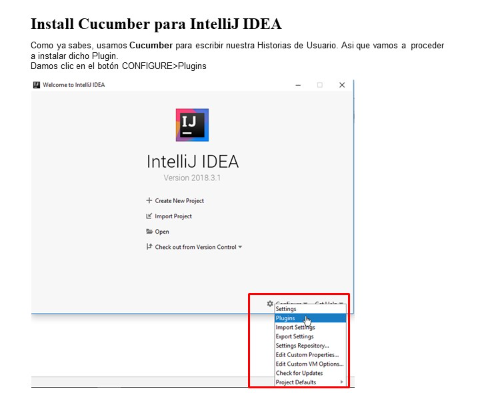 Install Cucumber para IntelliJ IDEA
Como ya sabes, usamos Cucumber para escribir nuestra Historias de Usuario. Asi que vamos a proceder
a instalar dicho Plugin.
Damos clic en el botón CONFIGURE>Plugins
Welcome to IntelliJ IDEA
IJ
IntelliJ IDEA
Version 2018.3.1
Create New Project
Import Project
Open
Check out from Version Control
Configure Get Help
Settings
Plugins
Import Settings
Export Settings
Settings Repository...
Edit Custom Properties...
Edit Custom VM Options...
Check for Updates
Project Defaults